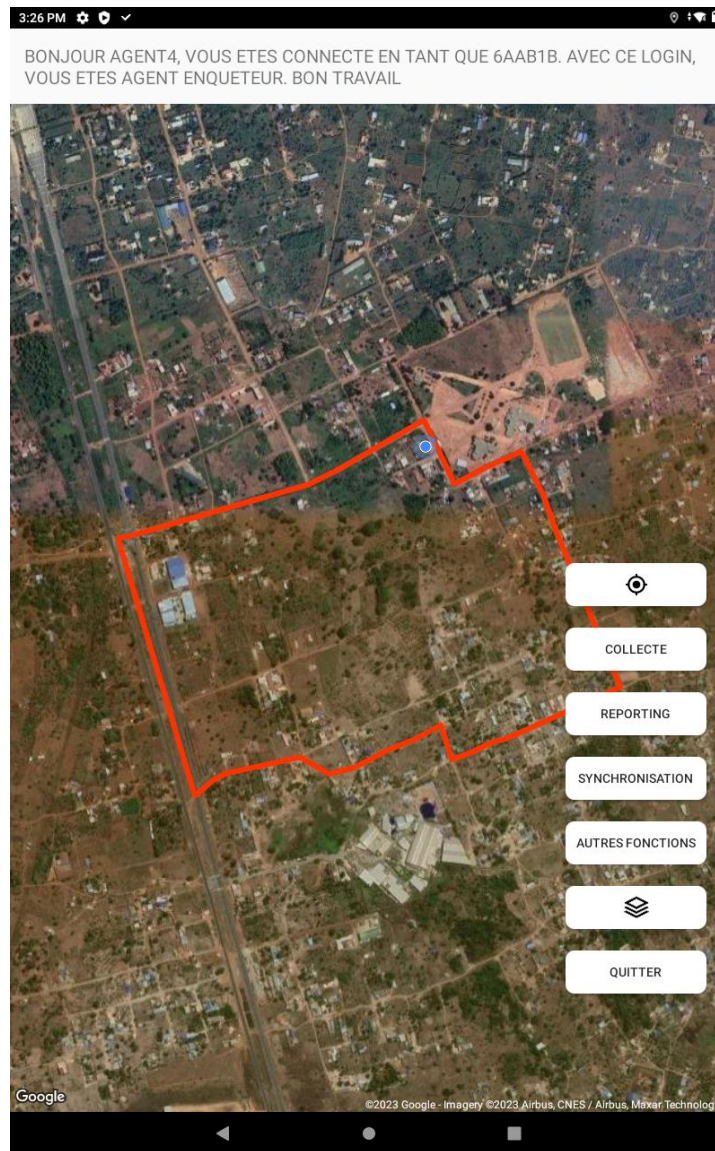 3:26 PM
BONJOUR AGENT4, VOUS ETES CONNECTE EN TANT QUE 6AAB1B. AVEC CE LOGIN,
VOUS ETES AGENT ENQUETEUR. BON TRAVAIL
COLLECTE
REPORTING
SYNCHRONISATION
AUTRES FONCTIONS
QUITTER
Google
©2023 Google - Imagery ©2023 Airbus, CNES / Airbus, Maxar Technolog